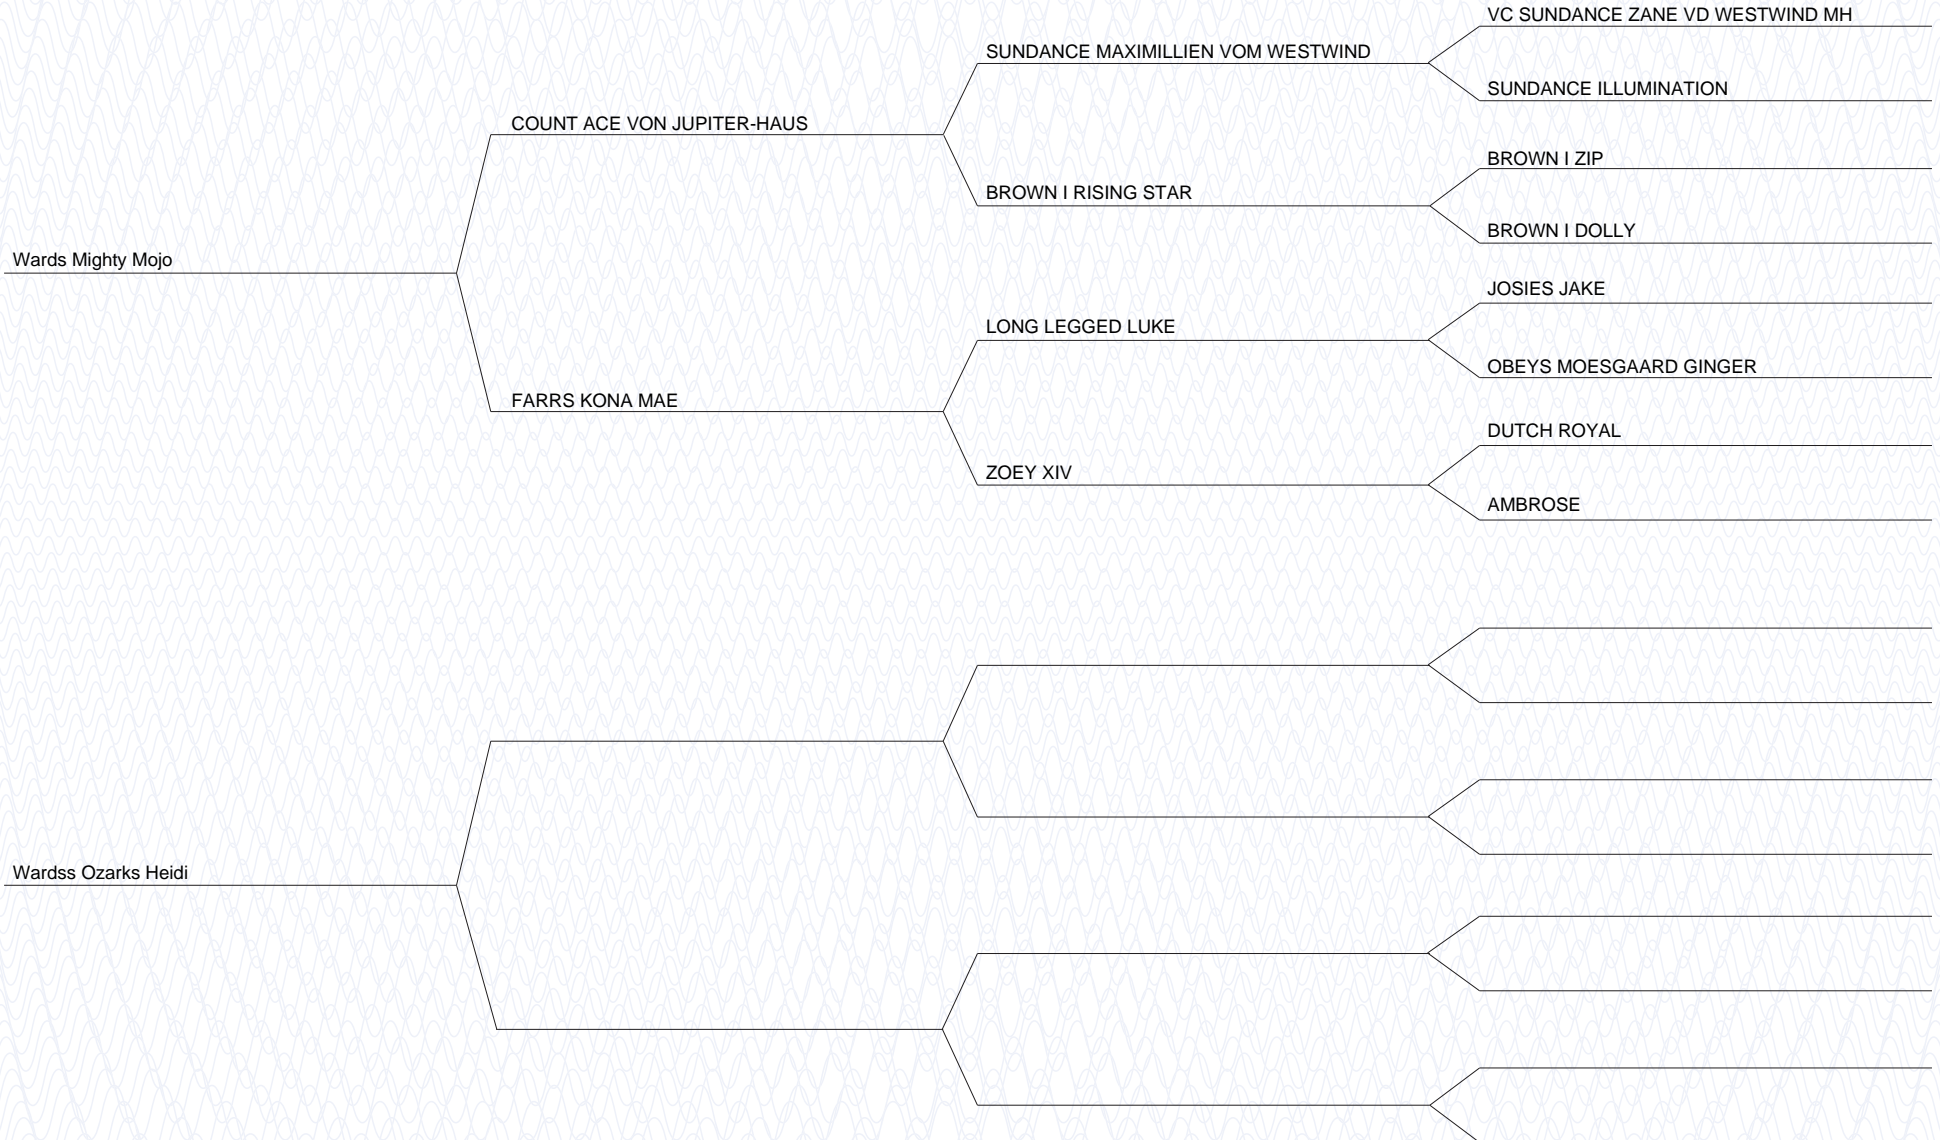 VC SUNDANCE ZANE VD WESTWIND MH
SUNDANCE MAXIMILLIEN VOM WESTWIND
SUNDANCE ILLUMINATION
COUNT ACE VON JUPITER-HAUS
BROWN I ZIP
BROWN I RISING STAR
BROWN I DOLLY
Wards Mighty Mojo
JOSIES JAKE
LONG LEGGED LUKE
OBEYS MOESGAARD GINGER
FARRS KONA MAE
DUTCH ROYAL
ZOEY XIV
AMBROSE
Wardss Ozarks Heidi